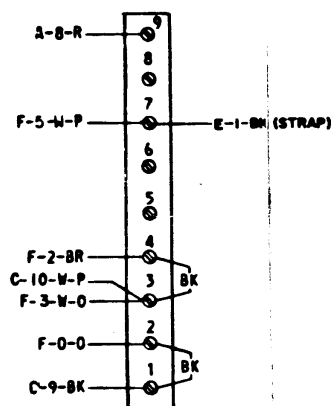 9
A-8-R
8
7
F-5-W-P
E-1-BK (STRAP)
6
5
4
F-2-BR
C-10-W-P
3
BK
F-3-W-O
2
F-O-O
1
BK
C-9-BK